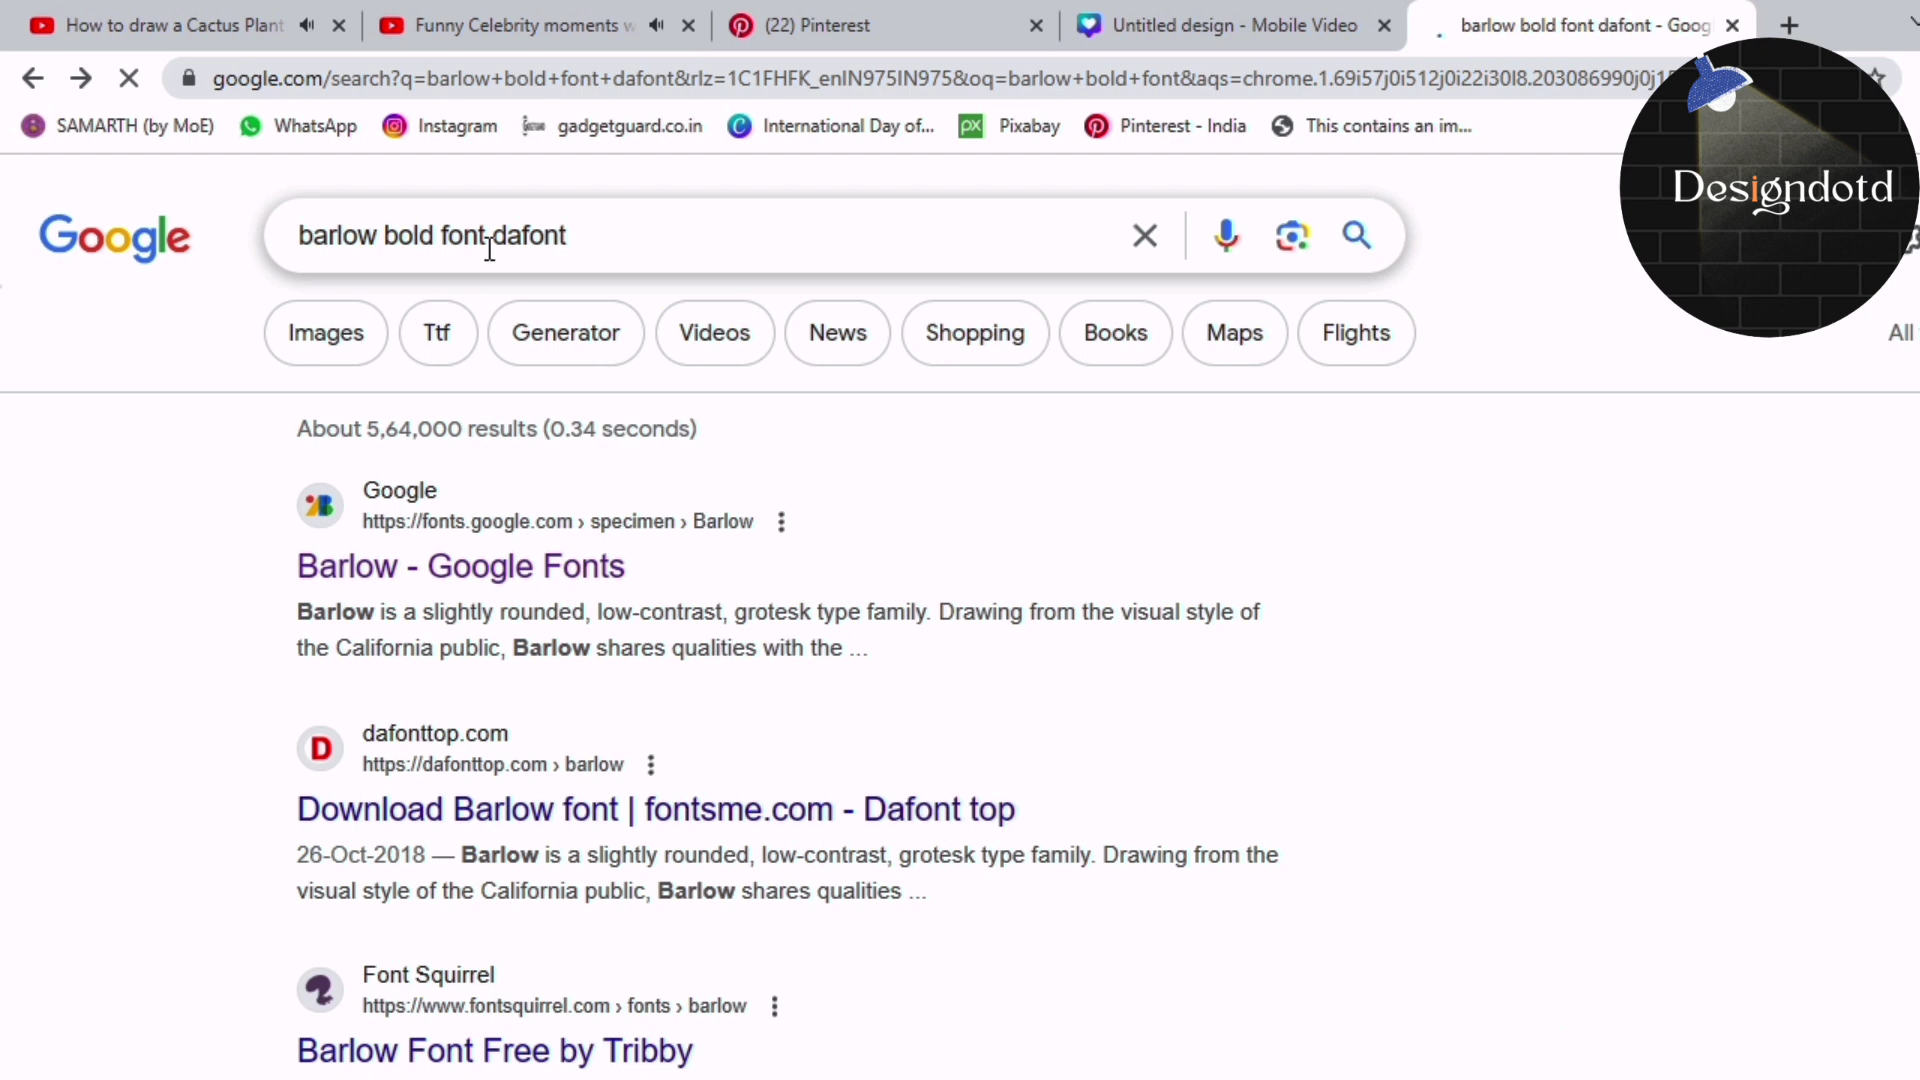 How to draw a Cactus Plant
Funny Celebrity moments w
(22) Pinterest
Untitled design - Mobile Video
barlow bold font dafont - Goog
google.com/search?q=barlow+bold+font+dafont&rlz=1C1FHFK_enIN975IN975&oq=barlow+bold+font&aqs=chrome.1.69i57j0i512j0i22i30l8.203086990j0j1
SAMARTH (by MoE)
WhatsApp
Instagram
gadgetguard.co.in
International Day of...
Pixabay
Pinterest - India
This contains an im...
Designdotd
Google
barlow bold font dafont
Images
Ttf
Generator
Videos
News
Shopping
Books
Maps
Flights
All
About 5,64,000 results (0.34 seconds)
Google
https://fonts.google.com › specimen › Barlow
Barlow - Google Fonts
Barlow is a slightly rounded, low-contrast, grotesk type family. Drawing from the visual style of
the California public, Barlow shares qualities with the ...
D
dafonttop.com
https://dafonttop.com › barlow
Download Barlow font | fontsme.com - Dafont top
26-Oct-2018 — Barlow is a slightly rounded, low-contrast, grotesk type family. Drawing from the
visual style of the California public, Barlow shares qualities ...
Font Squirrel
https://www.fontsquirrel.com › fonts › barlow
Barlow Font Free by Tribby